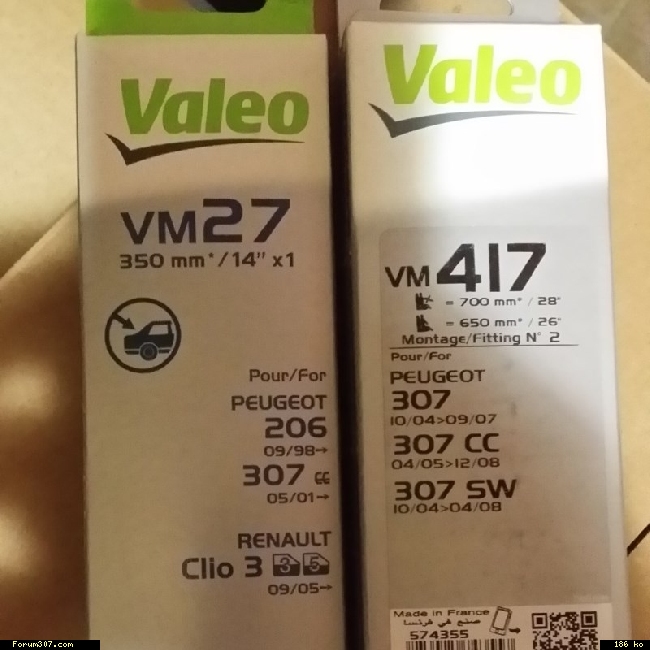 Valeo
VM27
350 mm*/14" x1
Pour/For
PEUGEOT
206
09/98→
307 CC
05/01→
RENAULT
Clio 3 3 5
09/05→
Valeo
VM417
= 700 mm* / 28"
= 650 mm* / 26"
Montage/Fitting N° 2
Pour/For
PEUGEOT
307
10/04>09/07
307 CC
04/05>12/08
307 SW
10/04>04/08
Made in France
صنع في فرنسا
574355
Forum307.com
186 ko